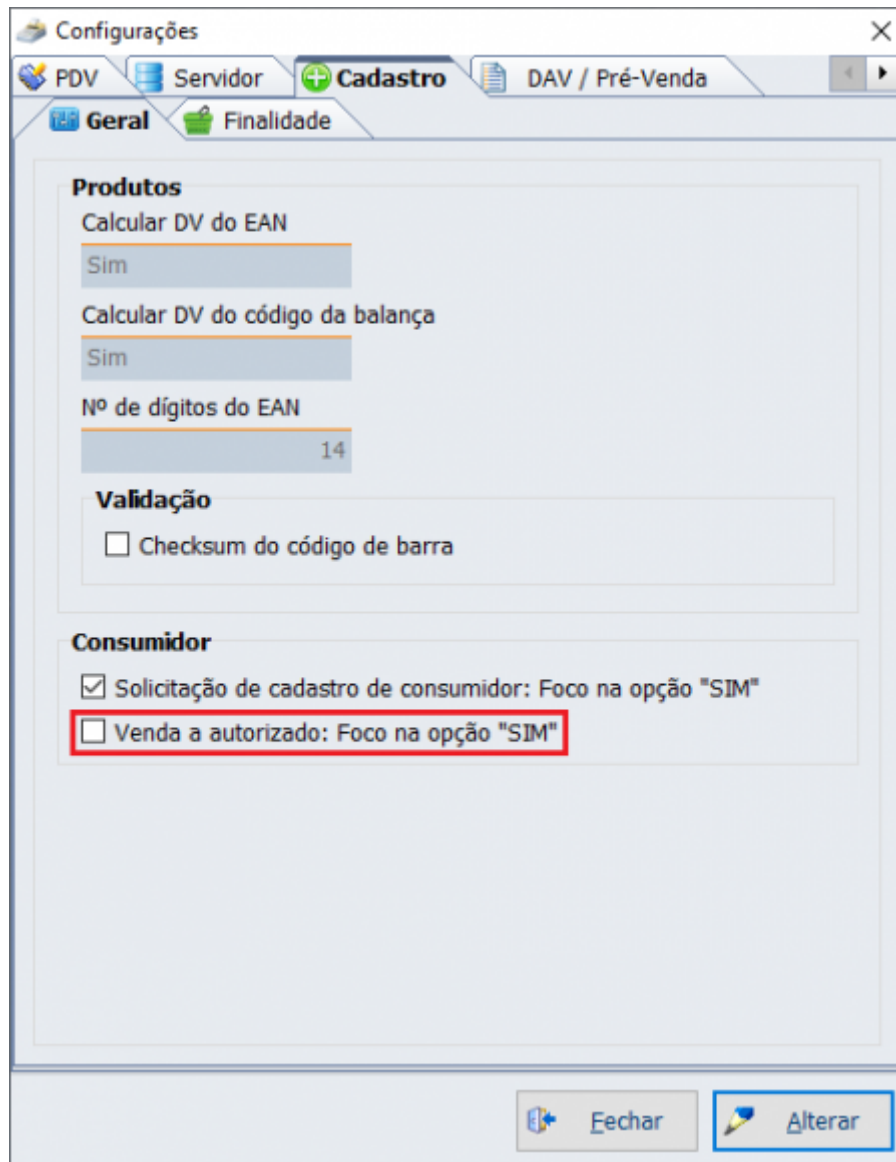 Configurações
PDV Servidor Cadastro DAV / Pré-Venda
Geral Finalidade
Produtos
Calcular DV do EAN
Sim
Calcular DV do código da balança
Sim
Nº de dígitos do EAN
14
Validação
Checksum do código de barra
Consumidor
Solicitação de cadastro de consumidor: Foco na opção "SIM"
Venda a autorizado: Foco na opção "SIM"
Fechar Alterar